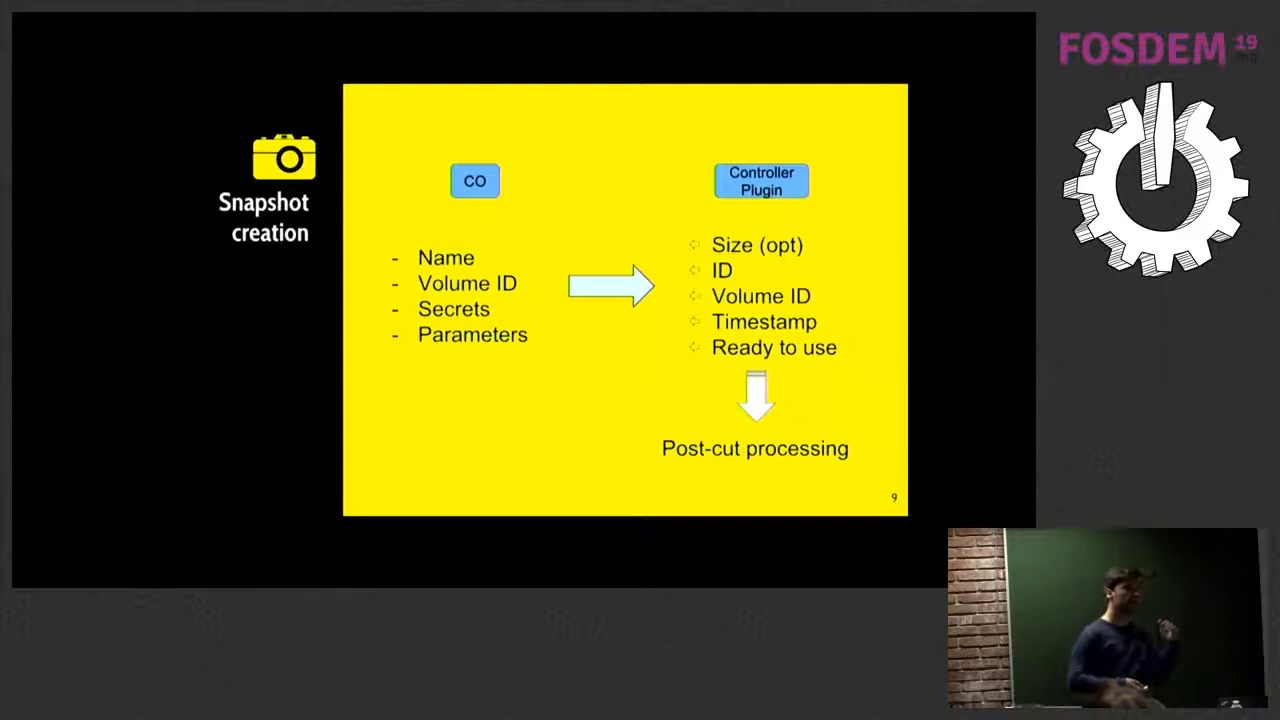 FOSDEM 19
.org
Snapshot
creation
CO
- Name
- Volume ID
- Secrets
- Parameters
Controller
Plugin
Size (opt)
ID
Volume ID
Timestamp
Ready to use
Post-cut processing
9